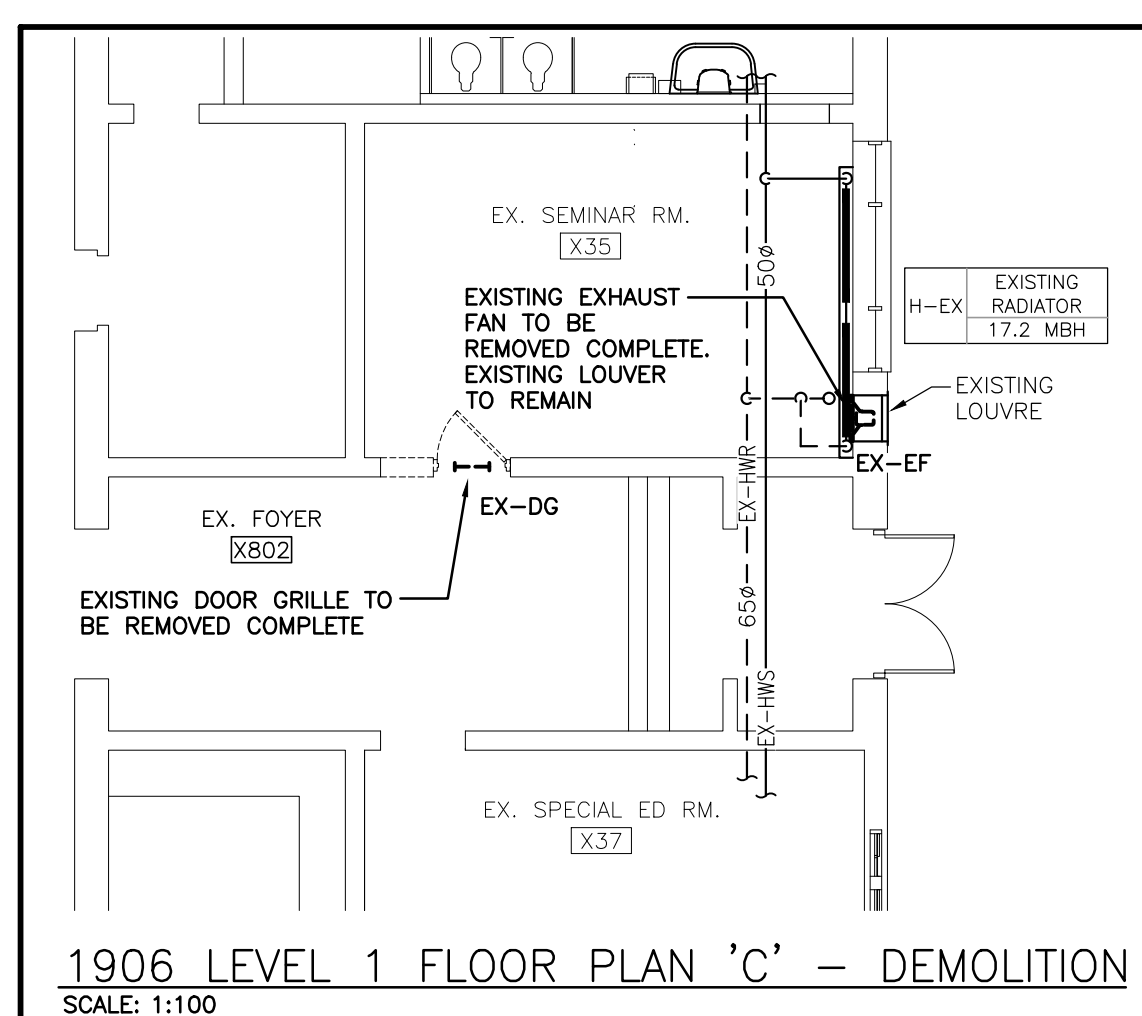 EX. SEMINAR RM.
X35
50ø
EXISTING EXHAUST
FAN TO BE
REMOVED COMPLETE.
EXISTING LOUVER
TO REMAIN
H-EX
EXISTING
RADIATOR
17.2 MBH
EXISTING
LOUVRE
EX-EF
EX-DG
EX-HWR
EX. FOYER
X802
EXISTING DOOR GRILLE TO
BE REMOVED COMPLETE
65ø
EX-HWS
EX. SPECIAL ED RM.
X37
1906 LEVEL 1 FLOOR PLAN 'C' - DEMOLITION
SCALE: 1:100